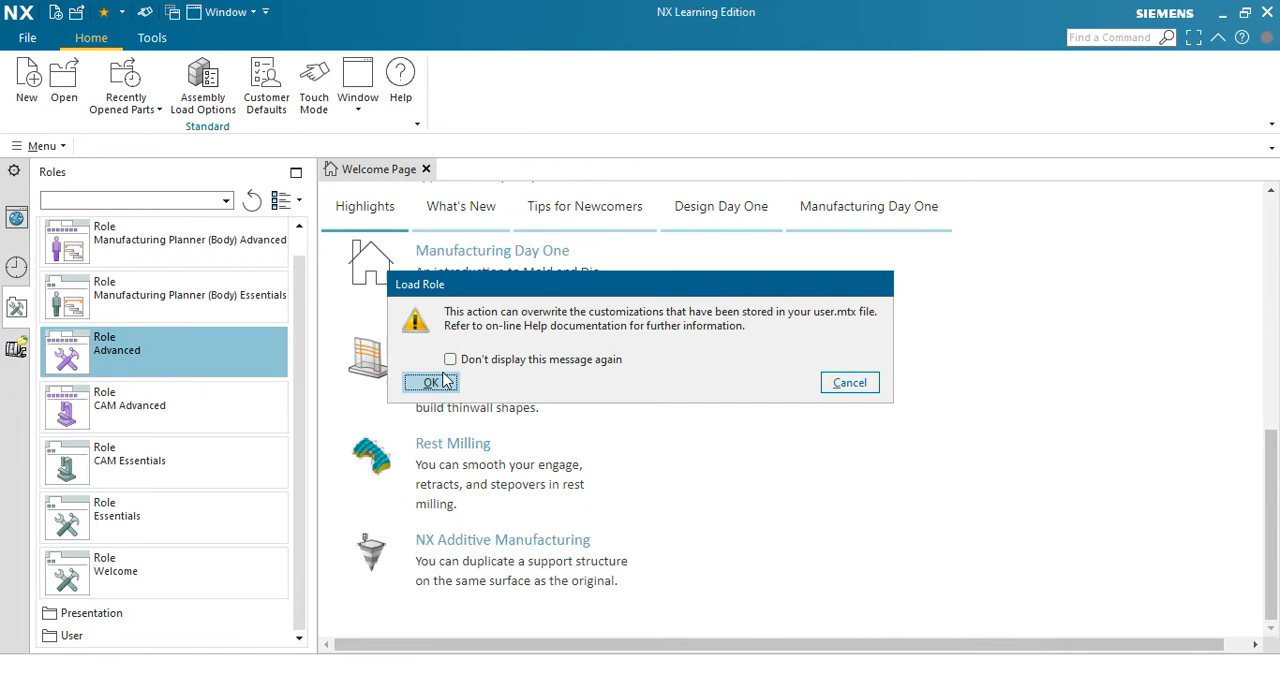 NX
Window
NX Learning Edition
SIEMENS
File
Home
Tools
Find a Command
New
Open
Recently
Opened Parts
Assembly
Load Options
Customer
Defaults
Touch
Mode
Window
Help
Standard
Menu
Roles
Welcome Page
Role
Manufacturing Planner (Body) Advanced
Role
Manufacturing Planner (Body) Essentials
Role
Advanced
Role
CAM Advanced
Role
CAM Essentials
Role
Essentials
Role
Welcome
Presentation
User
Highlights
What's New
Tips for Newcomers
Design Day One
Manufacturing Day One
Manufacturing Day One
An introduction to Mold and Die
Load Role
This action can overwrite the customizations that have been stored in your user.mtx file.
Refer to on-line Help documentation for further information.
Don't display this message again
OK
Cancel
build thinwall shapes.
Rest Milling
You can smooth your engage,
retracts, and stepovers in rest
milling.
NX Additive Manufacturing
You can duplicate a support structure
on the same surface as the original.